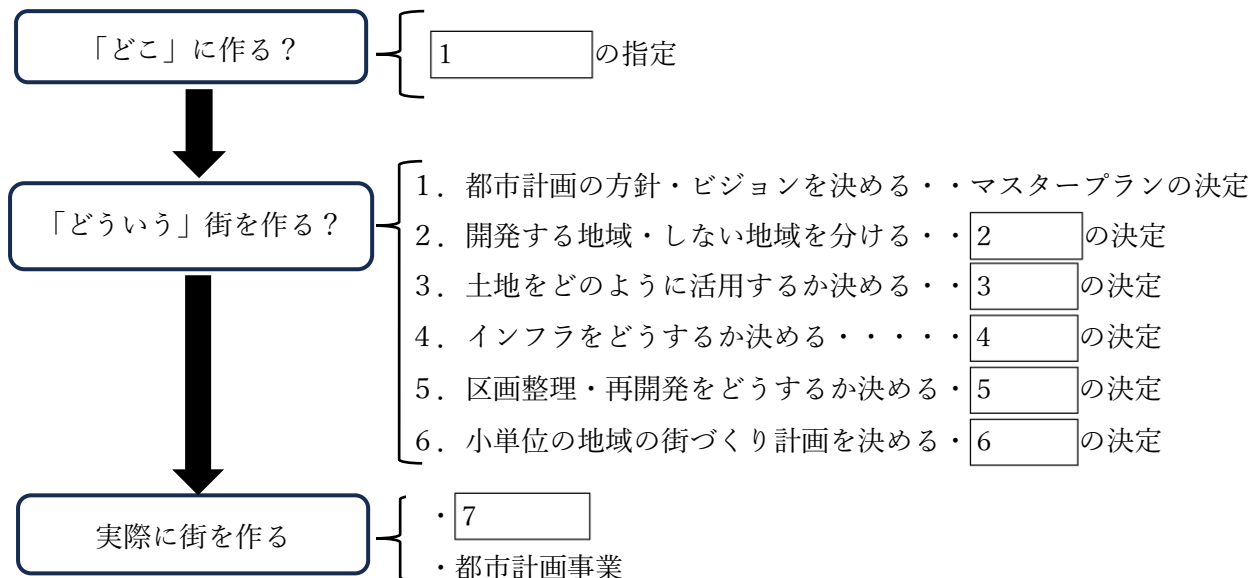 「どこ」に作る？
1 の指定
「どういう」街を作る？
1．都市計画の方針・ビジョンを決める・・マスタープランの決定
2．開発する地域・しない地域を分ける・・2 の決定
3．土地をどのように活用するか決める・・3 の決定
4．インフラをどうするか決める・・・・・4 の決定
5．区画整理・再開発をどうするか決める・5 の決定
6．小単位の地域の街づくり計画を決める・6 の決定
実際に街を作る
・7
・都市計画事業